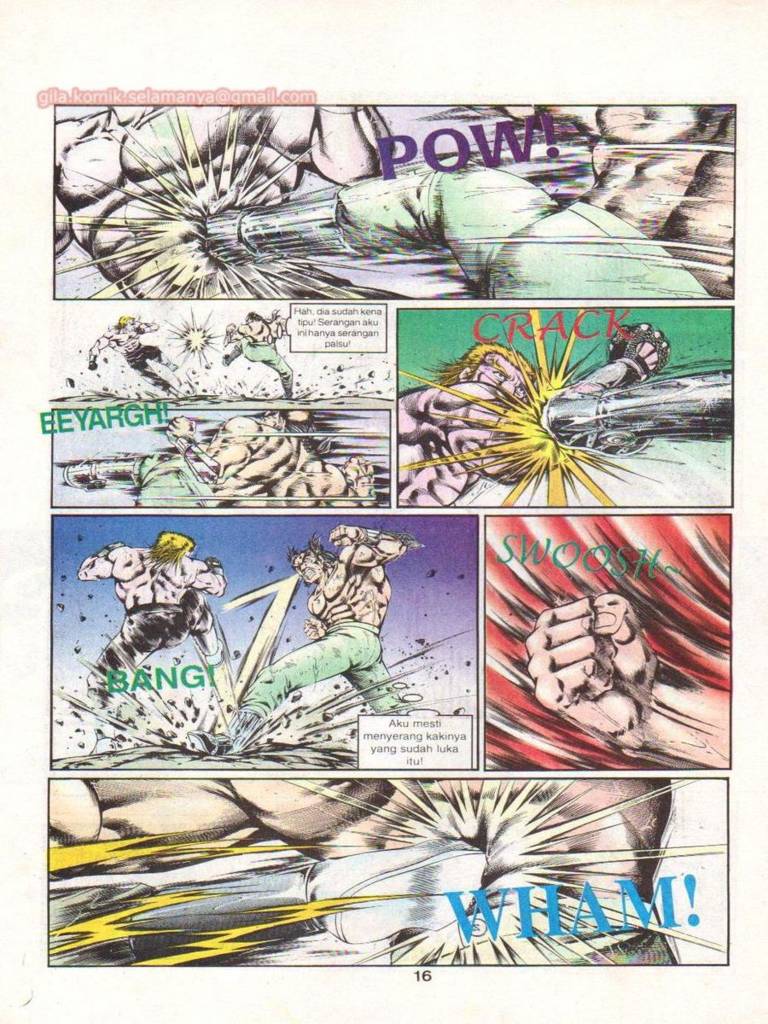 gila.komik.selamanya@gmail.com
POW!
Hah, dia sudah kena
tipu! Serangan aku
ini hanya serangan
palsu!
CRACK
EEYARGH!
BANG!
Aku mesti
menyerang kakinya
yang sudah luka
itu!
SWOOSH~
WHAM!
16